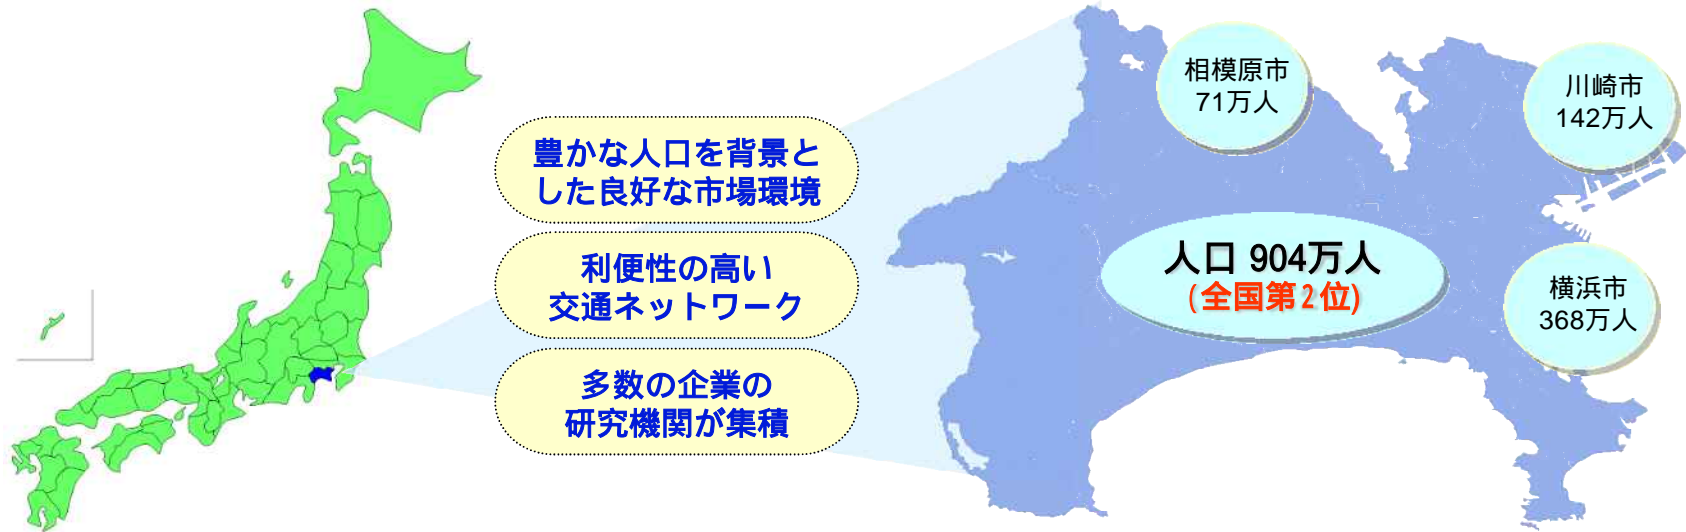 豊かな人口を背景と
した良好な市場環境
利便性の高い
交通ネットワーク
多数の企業の
研究機関が集積
相模原市
71万人
川崎市
142万人
人口 904万人
(全国第2位)
横浜市
368万人